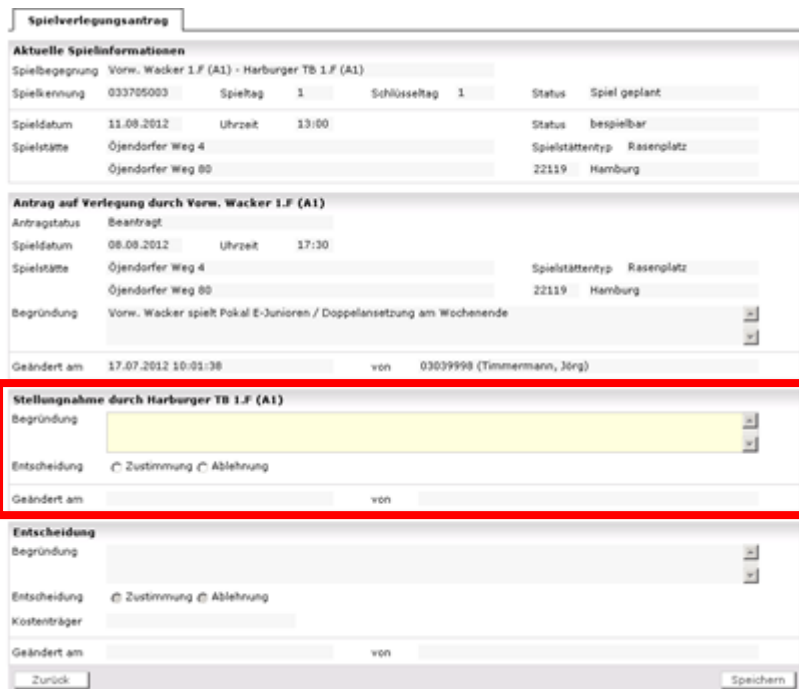 Spielverlegungsantrag
Aktuelle Spielinformationen
Spielbegegnung Vorw. Wacker 1.F (A1) - Harburger TB 1.F (A1)
Spielkennung 033705003 Spieltag 1 Schlüsseltag 1 Status Spiel geplant
Spieldatum 11.08.2012 Uhrzeit 13:00 Status bespielbar
Spielstätte Öjendorfer Weg 4 Spielstättentyp Rasenplatz
Öjendorfer Weg 80 22119 Hamburg
Antrag auf Verlegung durch Vorw. Wacker 1.F (A1)
Antragstatus Beantragt
Spieldatum 08.08.2012 Uhrzeit 17:30
Spielstätte Öjendorfer Weg 4 Spielstättentyp Rasenplatz
Öjendorfer Weg 80 22119 Hamburg
Begründung Vorw. Wacker spielt Pokal E-Junioren / Doppelansetzung am Wochenende
Geändert am 17.07.2012 10:01:38 von 03039998 (Timmermann, Jörg)
Stellungnahme durch Harburger TB 1.F (A1)
Begründung
Entscheidung Zustimmung Ablehnung
Geändert am von
Entscheidung
Begründung
Entscheidung Zustimmung Ablehnung
Kostenträger
Geändert am von
Zurück Speichern